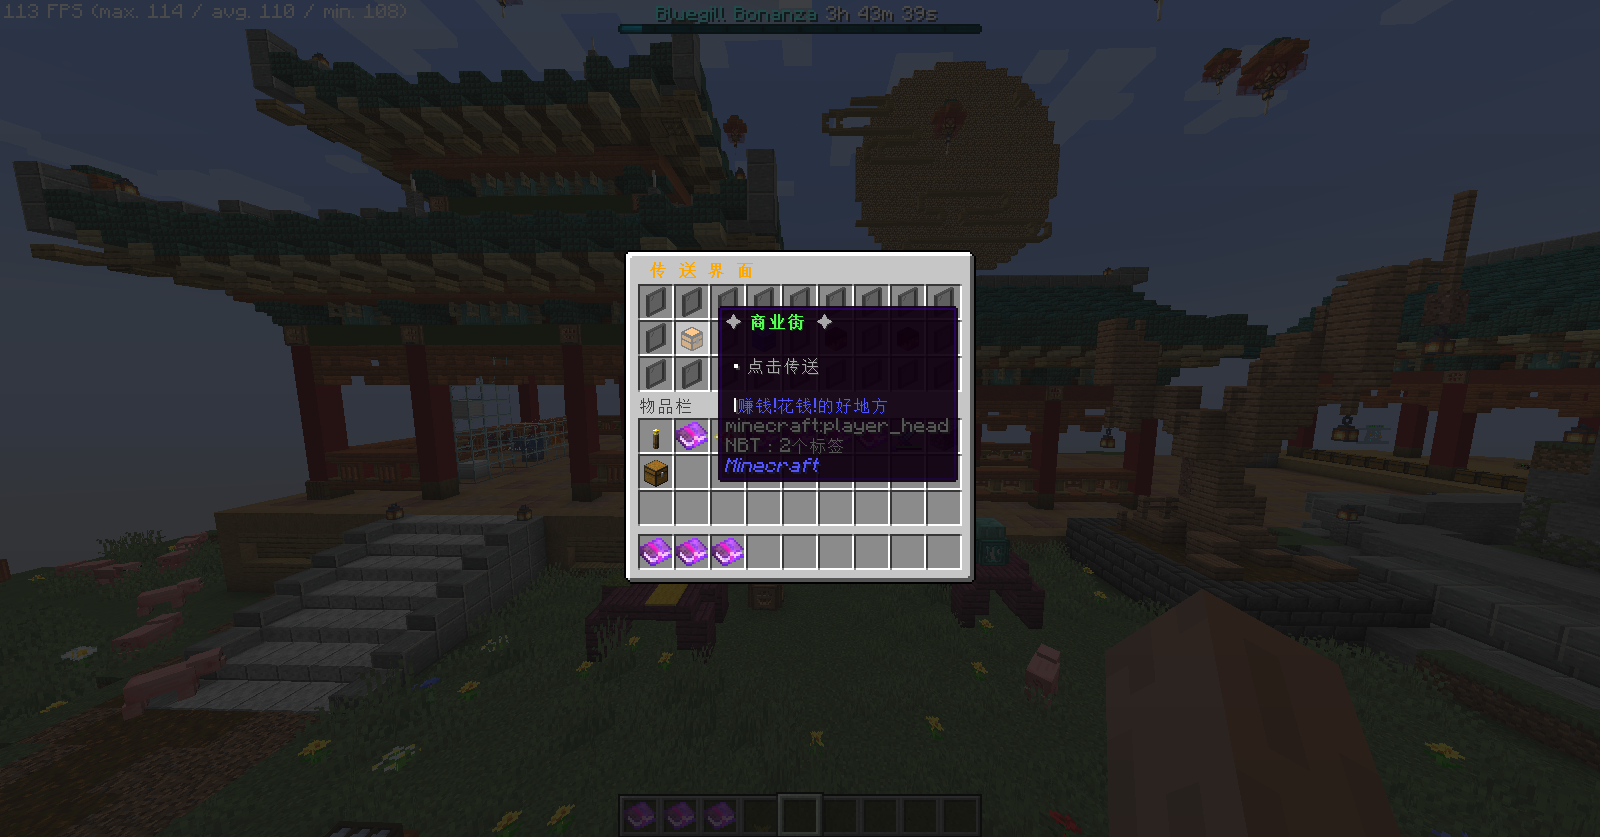 113 FPS (max. 114 / avg. 110 / min. 108)
Bluegill Bonanza 3h 43m 39s
传 送 界 面
✦ 商业街 ✦
▪ 点击传送
赚钱!花钱!的好地方
minecraft:player_head
NBT：2个标签
Minecraft
物品栏